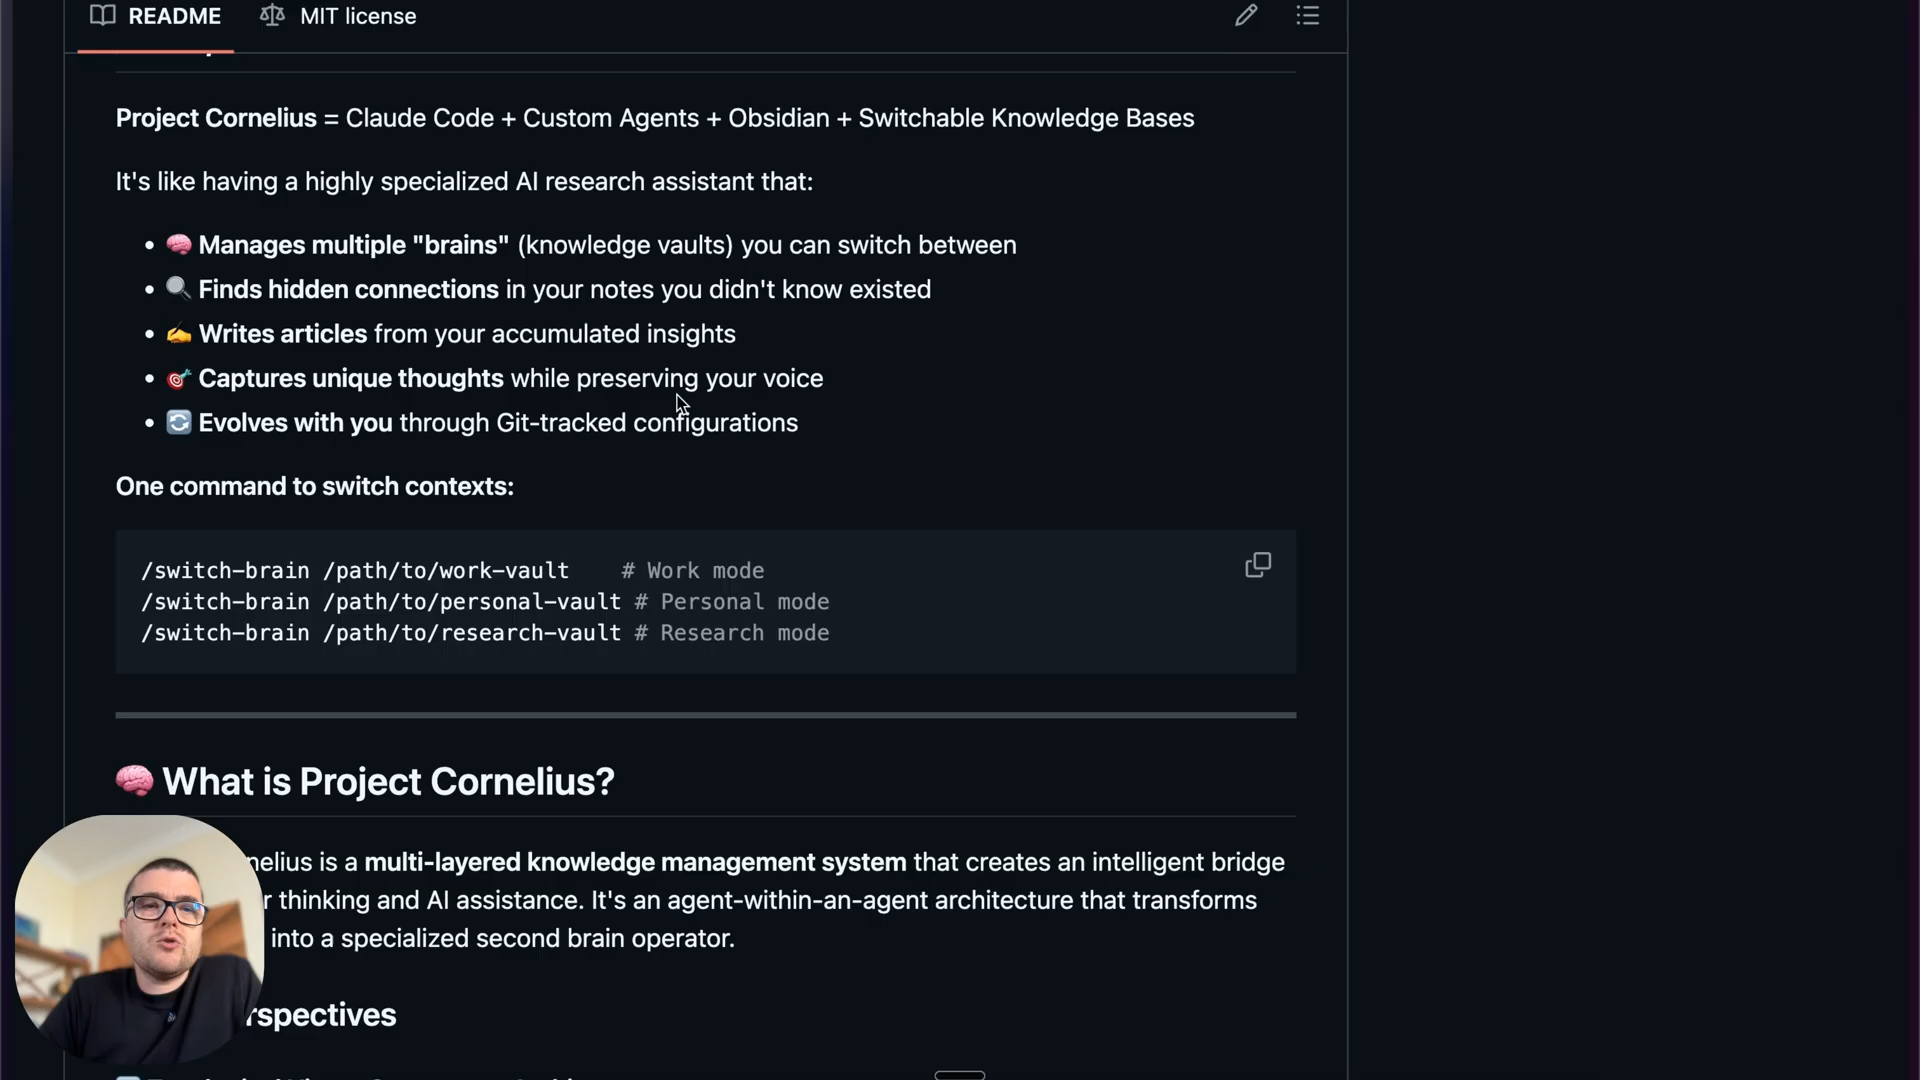 README MIT license
Project Cornelius = Claude Code + Custom Agents + Obsidian + Switchable Knowledge Bases
It's like having a highly specialized AI research assistant that:
• 🧠 Manages multiple "brains" (knowledge vaults) you can switch between
• 🔍 Finds hidden connections in your notes you didn't know existed
• ✍️ Writes articles from your accumulated insights
• 🎯 Captures unique thoughts while preserving your voice
• 🔄 Evolves with you through Git-tracked configurations
One command to switch contexts:
/switch-brain /path/to/work-vault    # Work mode
/switch-brain /path/to/personal-vault # Personal mode
/switch-brain /path/to/research-vault # Research mode
🧠 What is Project Cornelius?
nelius is a multi-layered knowledge management system that creates an intelligent bridge
r thinking and AI assistance. It's an agent-within-an-agent architecture that transforms
into a specialized second brain operator.
rspectives